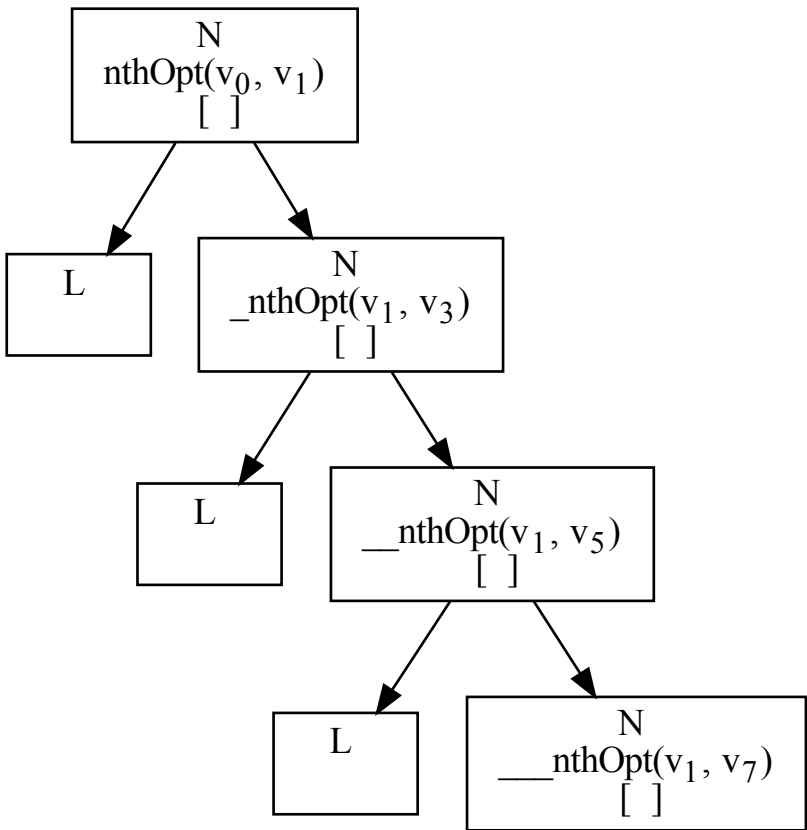 N
nthOpt(v₀, v₁)
[ ]
L
N
_nthOpt(v₁, v₃)
[ ]
L
N
__nthOpt(v₁, v₅)
[ ]
L
N
___nthOpt(v₁, v₇)
[ ]